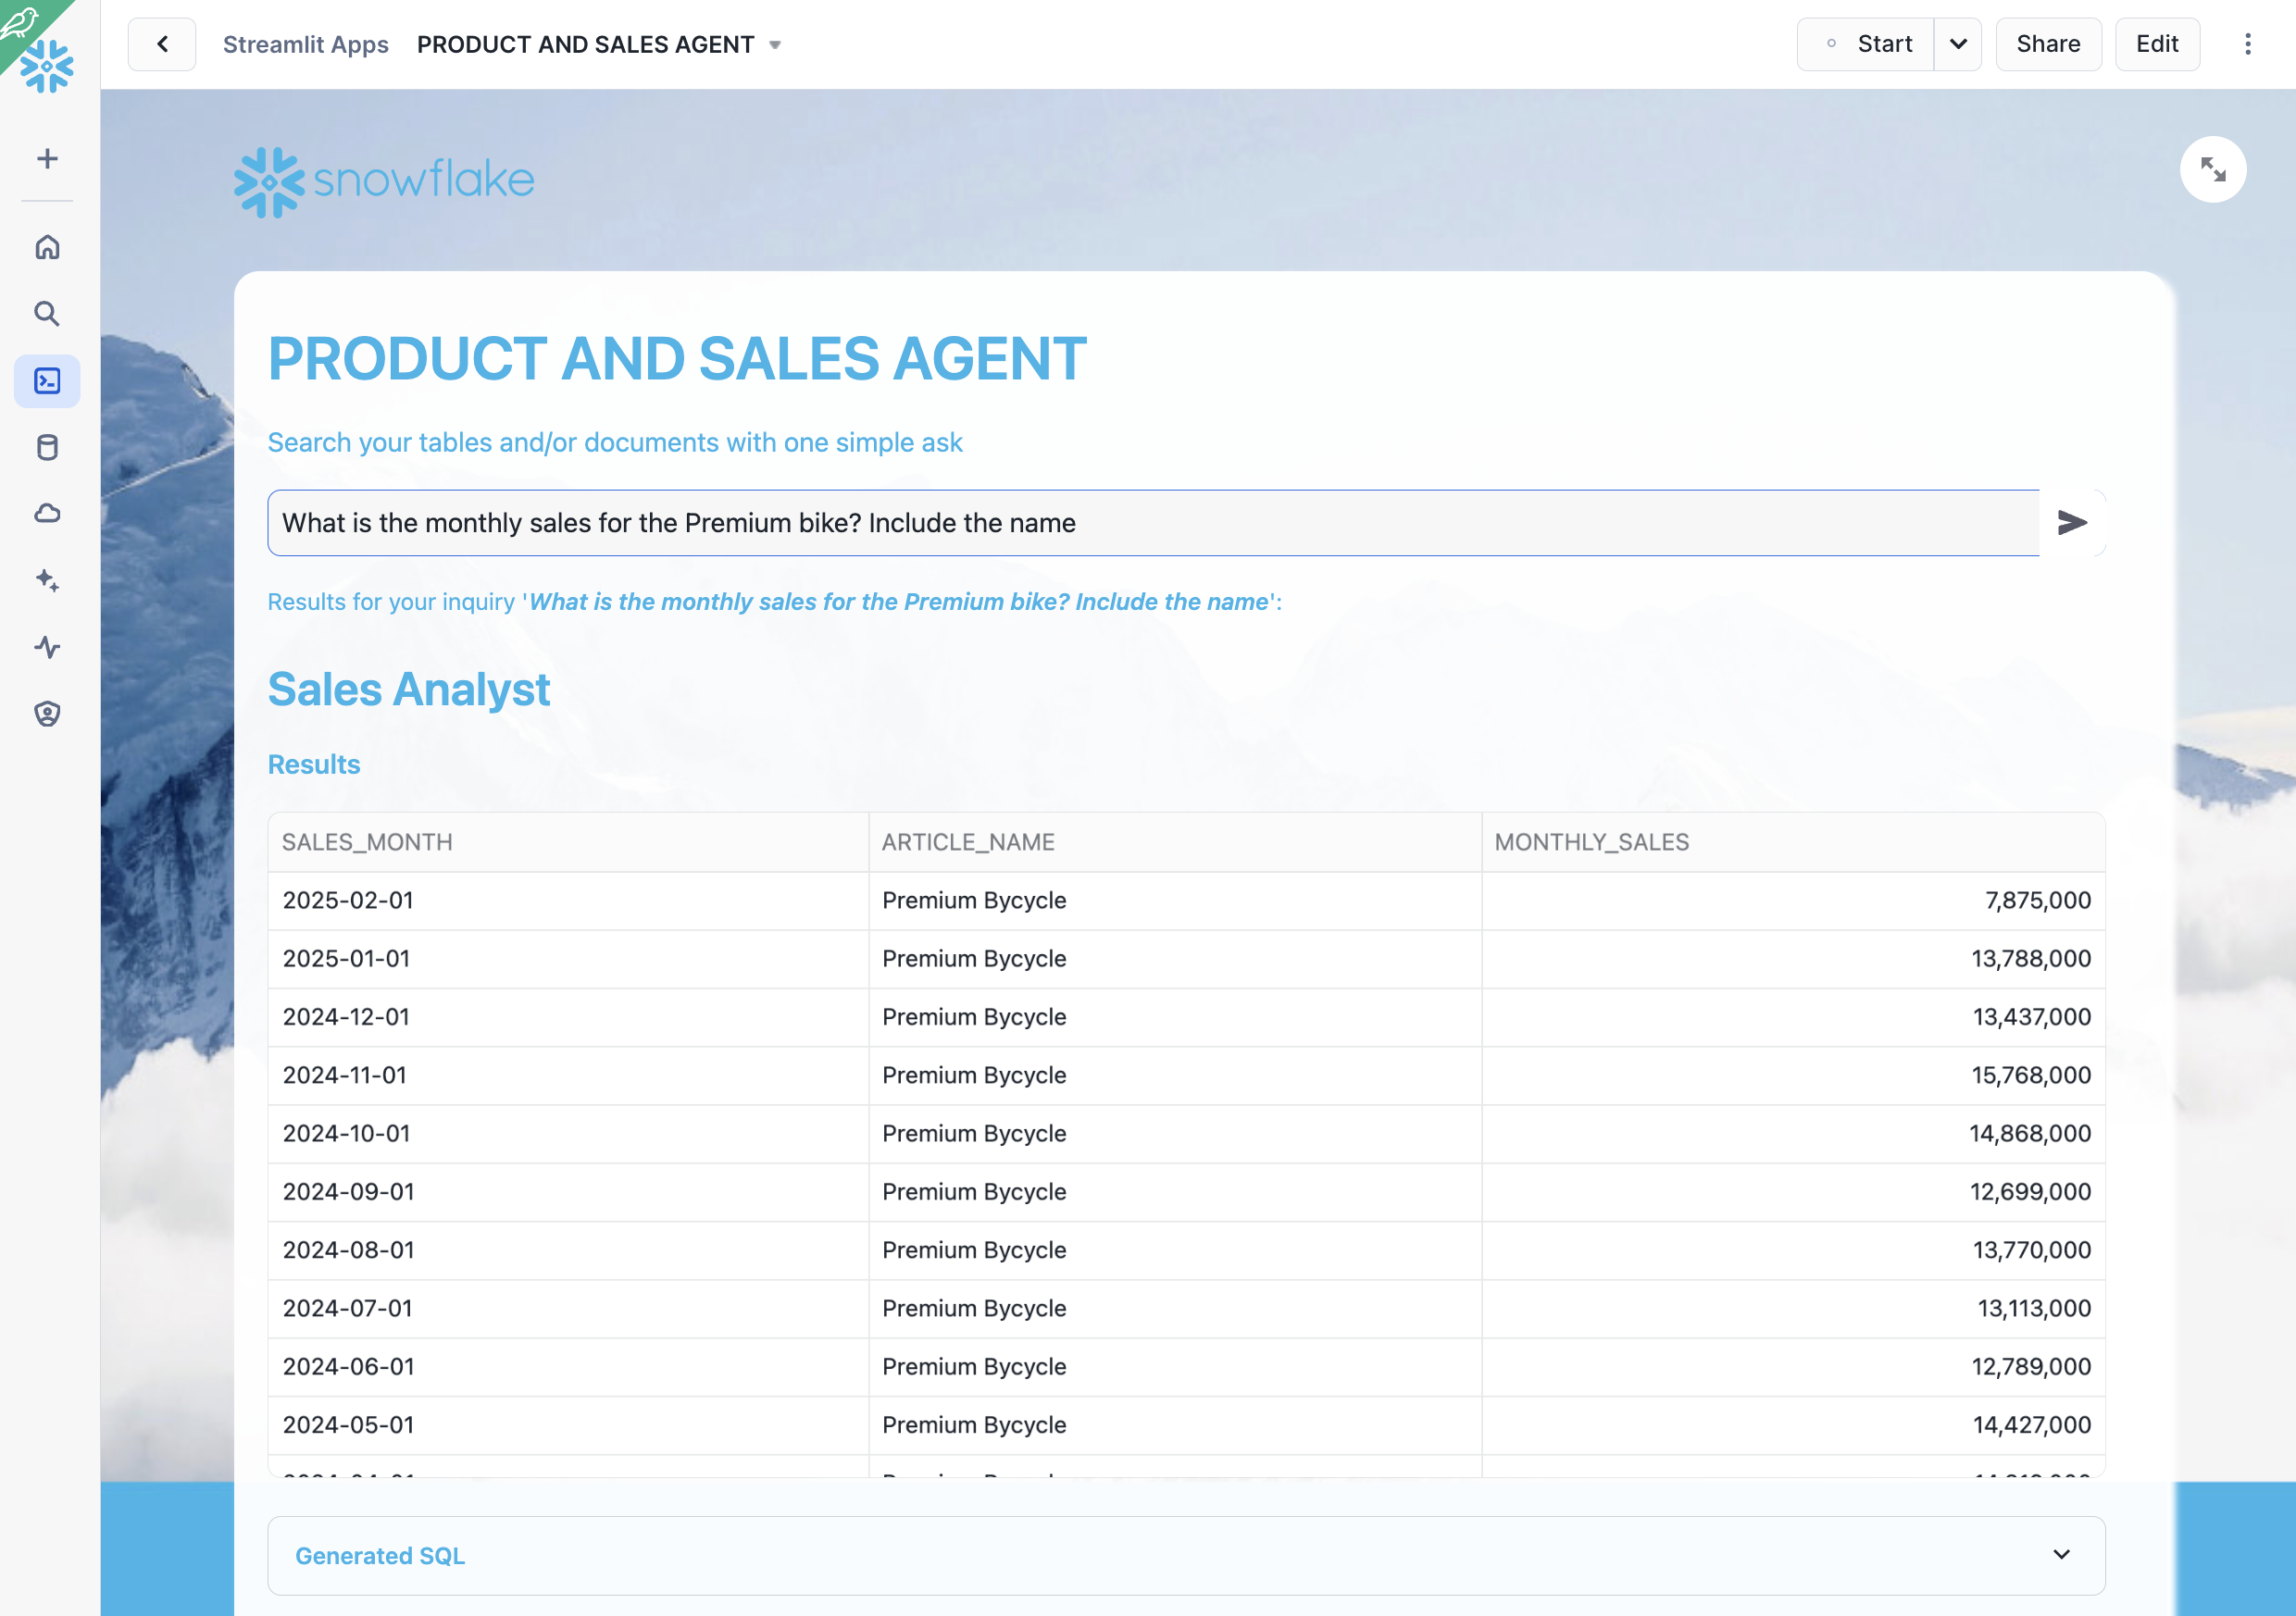 Streamlit Apps PRODUCT AND SALES AGENT Start Share Edit
snowflake
PRODUCT AND SALES AGENT
Search your tables and/or documents with one simple ask
What is the monthly sales for the Premium bike? Include the name
Results for your inquiry 'What is the monthly sales for the Premium bike? Include the name':
Sales Analyst
Results
SALES_MONTH ARTICLE_NAME MONTHLY_SALES
2025-02-01 Premium Bycycle 7,875,000
2025-01-01 Premium Bycycle 13,788,000
2024-12-01 Premium Bycycle 13,437,000
2024-11-01 Premium Bycycle 15,768,000
2024-10-01 Premium Bycycle 14,868,000
2024-09-01 Premium Bycycle 12,699,000
2024-08-01 Premium Bycycle 13,770,000
2024-07-01 Premium Bycycle 13,113,000
2024-06-01 Premium Bycycle 12,789,000
2024-05-01 Premium Bycycle 14,427,000
Generated SQL